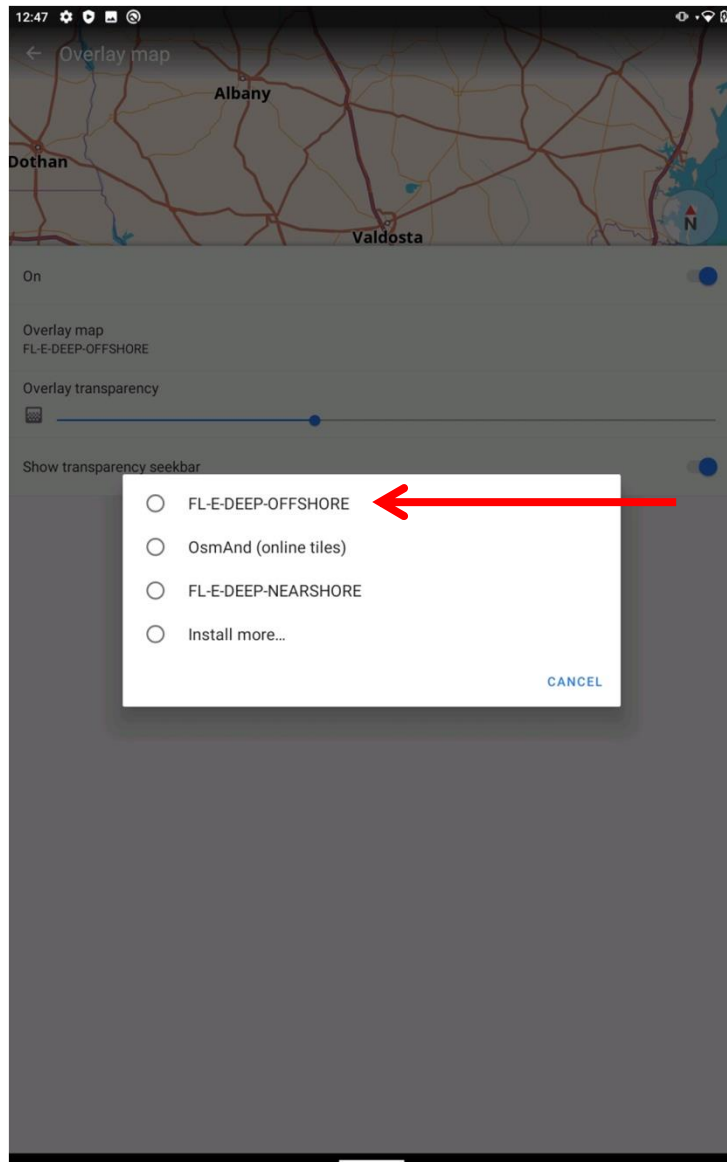 12:47
Overlay map
Albany
Dothan
N
Valdosta
On
Overlay map
FL-E-DEEP-OFFSHORE
Overlay transparency
Show transparency seekbar
FL-E-DEEP-OFFSHORE
OsmAnd (online tiles)
FL-E-DEEP-NEARSHORE
Install more…
CANCEL